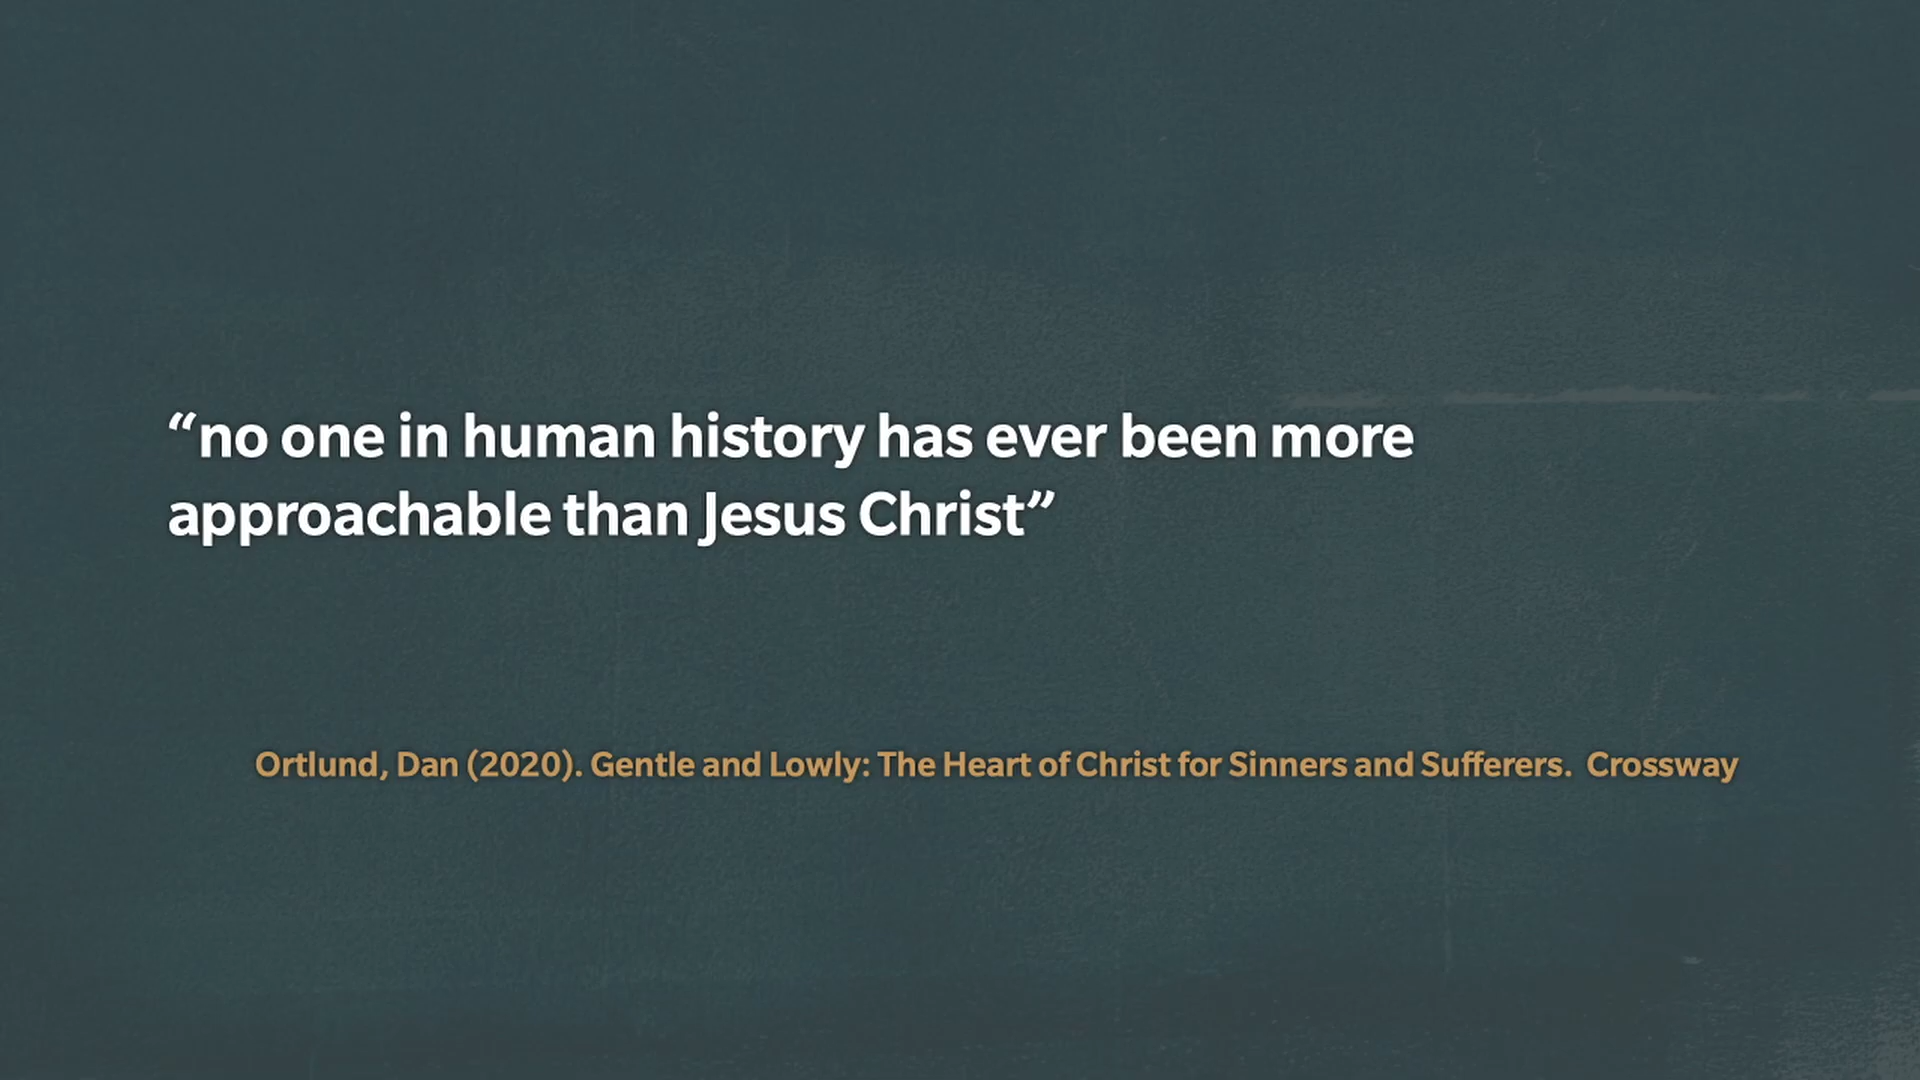 “no one in human history has ever been more
approachable than Jesus Christ”
Ortlund, Dan (2020). Gentle and Lowly: The Heart of Christ for Sinners and Sufferers.  Crossway